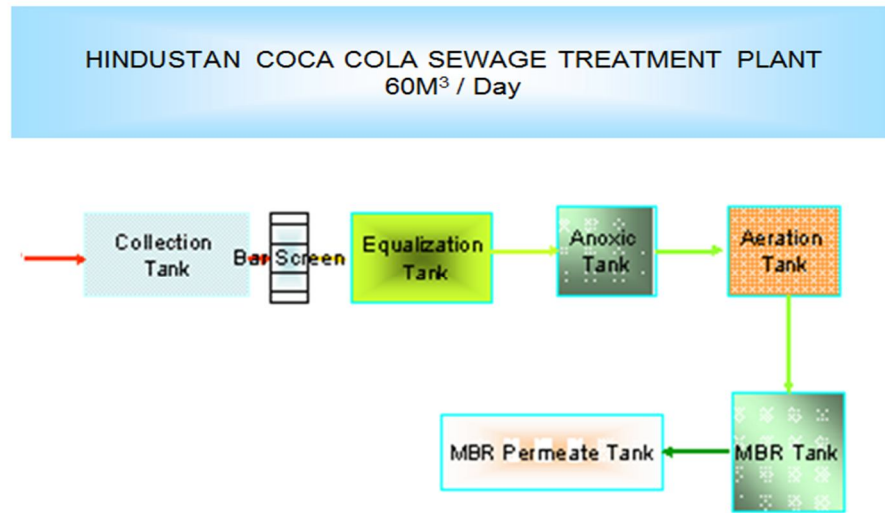 HINDUSTAN COCA COLA SEWAGE TREATMENT PLANT
60M³ / Day
Collection
Tank
Bar Screen
Equalization
Tank
Anoxic
Tank
Aeration
Tank
MBR Permeate Tank
MBR Tank